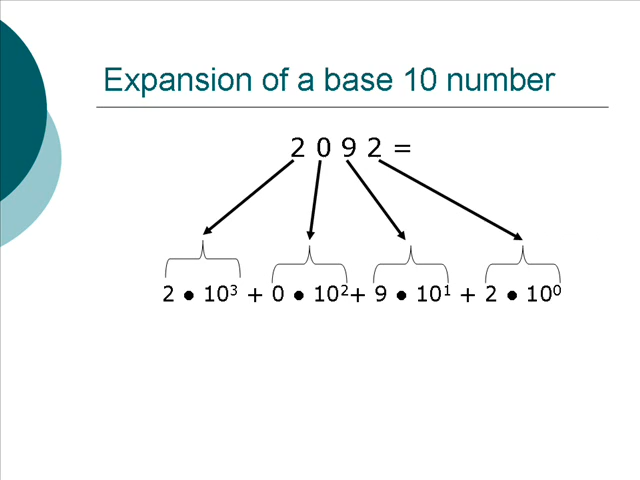 Expansion of a base 10 number
2 0 9 2 =
2 ● 10³ + 0 ● 10²+ 9 ● 10¹ + 2 ● 10⁰